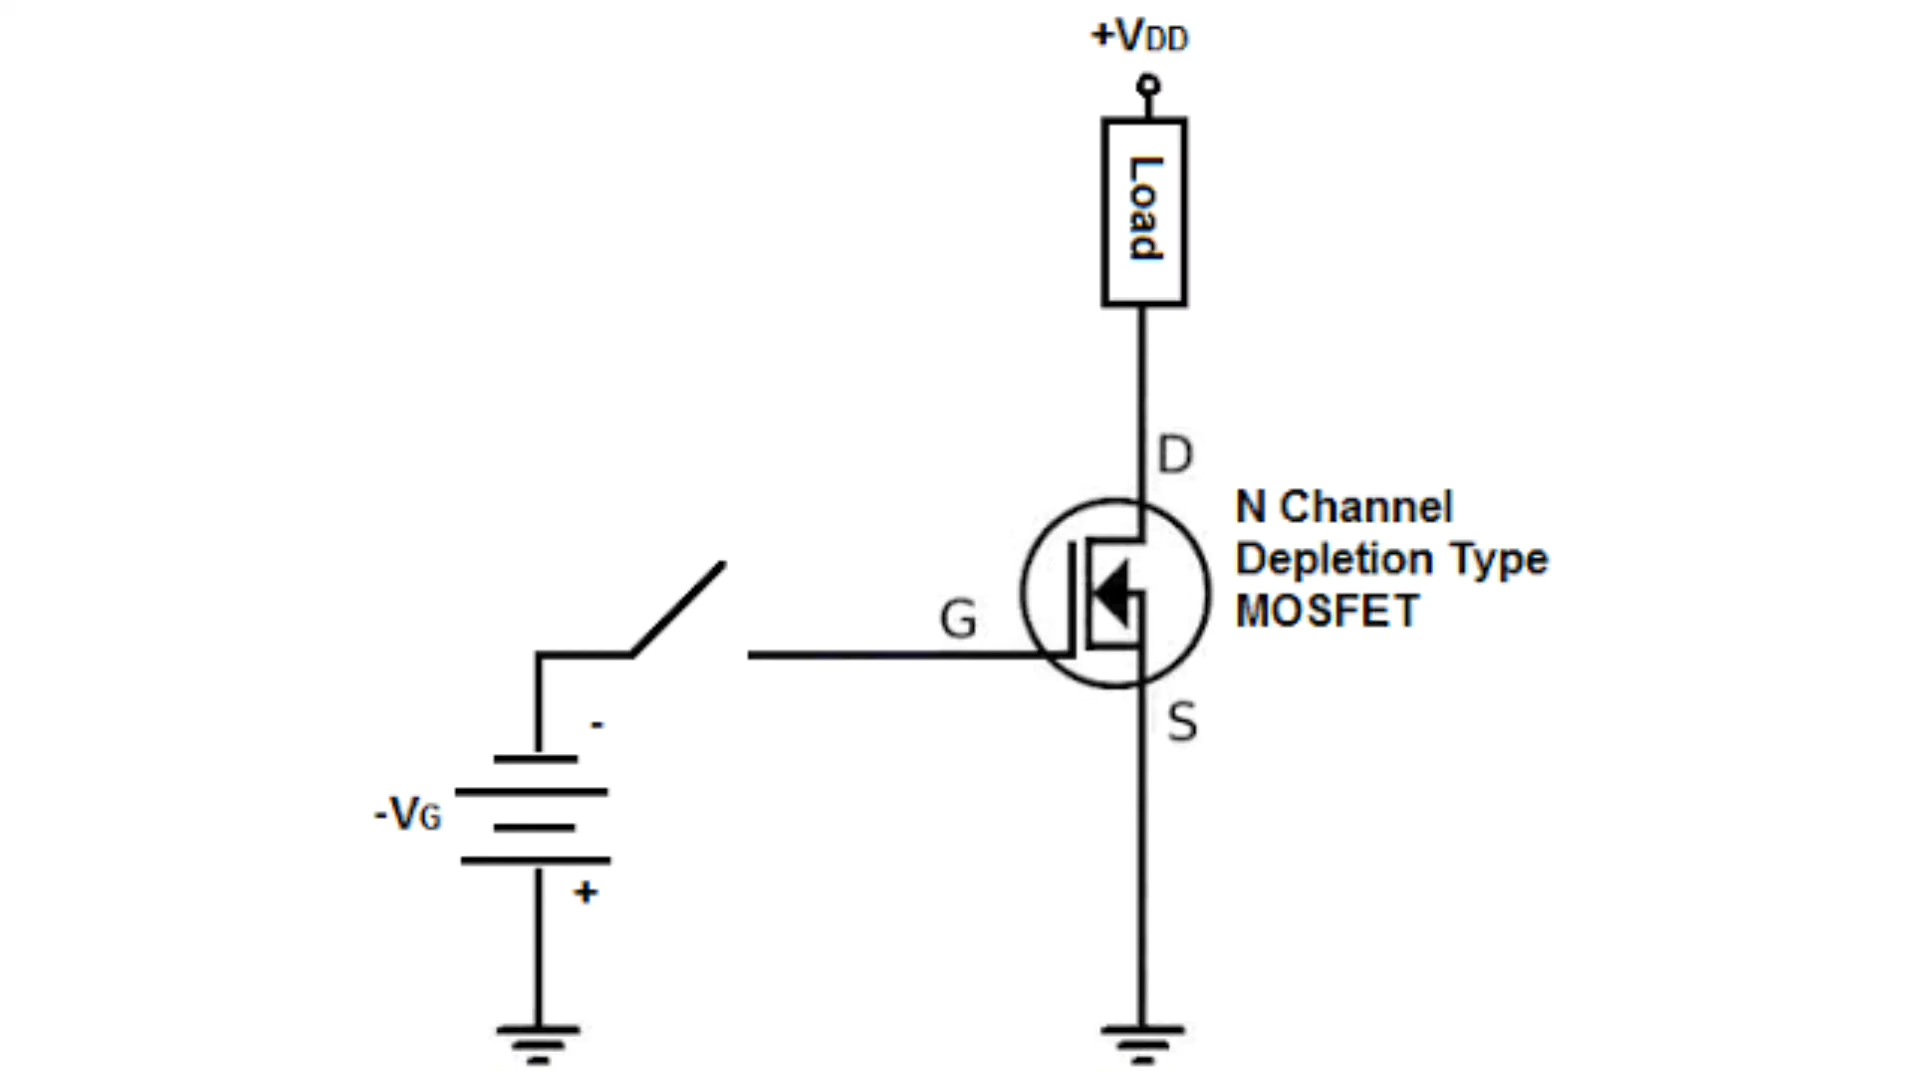 +VDD
Load
D
N Channel
Depletion Type
MOSFET
G
S
-
-VG
+